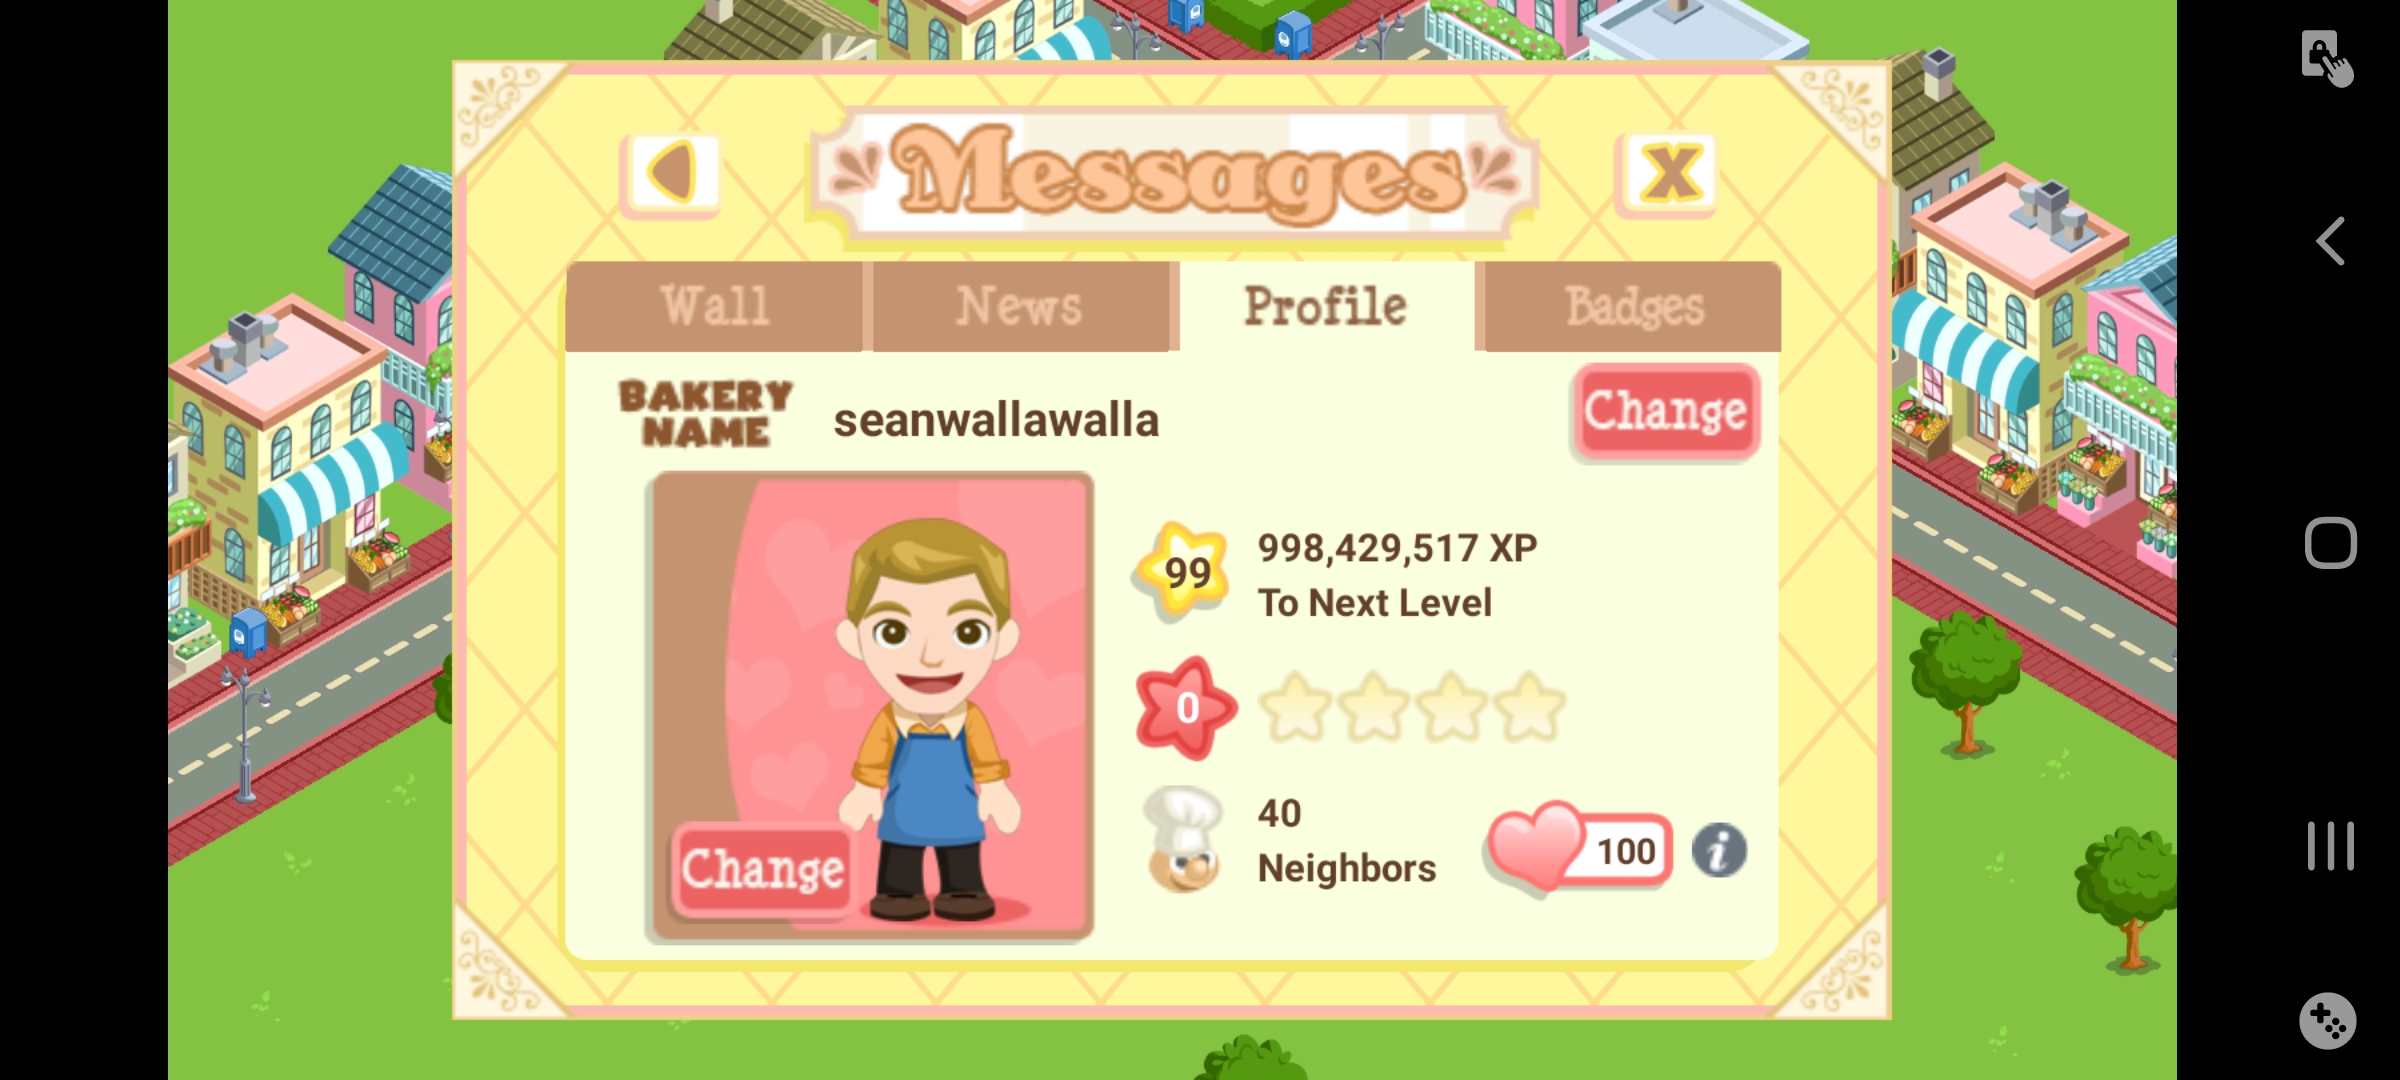 Messages
X
Wall
News
Profile
Badges
BAKERY
NAME
seanwallawalla
Change
99
998,429,517 XP
To Next Level
0
40
Neighbors
100
i
Change